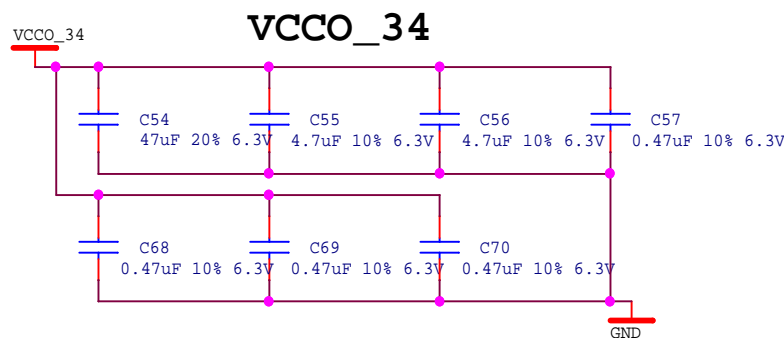 VCCO_34
VCCO_34
C54
47uF 20% 6.3V
C55
4.7uF 10% 6.3V
C56
4.7uF 10% 6.3V
C57
0.47uF 10% 6.3V
C68
0.47uF 10% 6.3V
C69
0.47uF 10% 6.3V
C70
0.47uF 10% 6.3V
GND